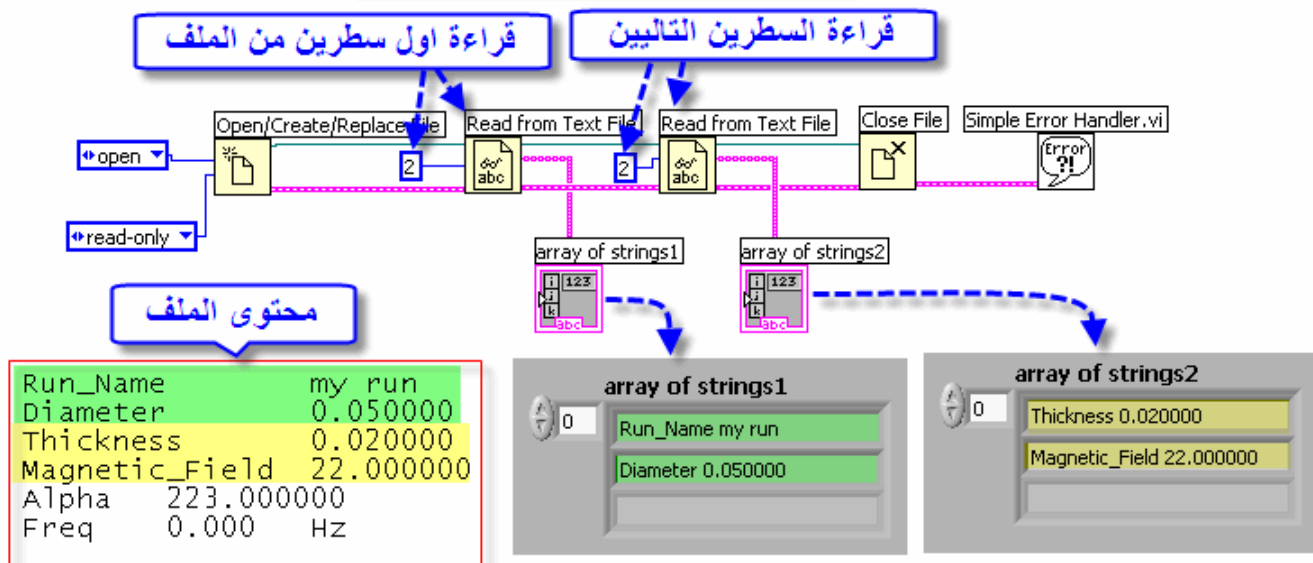 قراءة اول سطرين من الملف
قراءة السطرين التاليين
Open/Create/Replace File
Read from Text File
Read from Text File
Close File
Simple Error Handler.vi
open
2
abc
2
abc
Error
?!
read-only
array of strings1
array of strings2
i 123
j
k
abc
i 123
j
k
abc
محتوى الملف
Run_Name my run
Diameter 0.050000
Thickness 0.020000
Magnetic_Field 22.000000
Alpha 223.000000
Freq 0.000 Hz
array of strings1
0
Run_Name my run
Diameter 0.050000
array of strings2
0
Thickness 0.020000
Magnetic_Field 22.000000